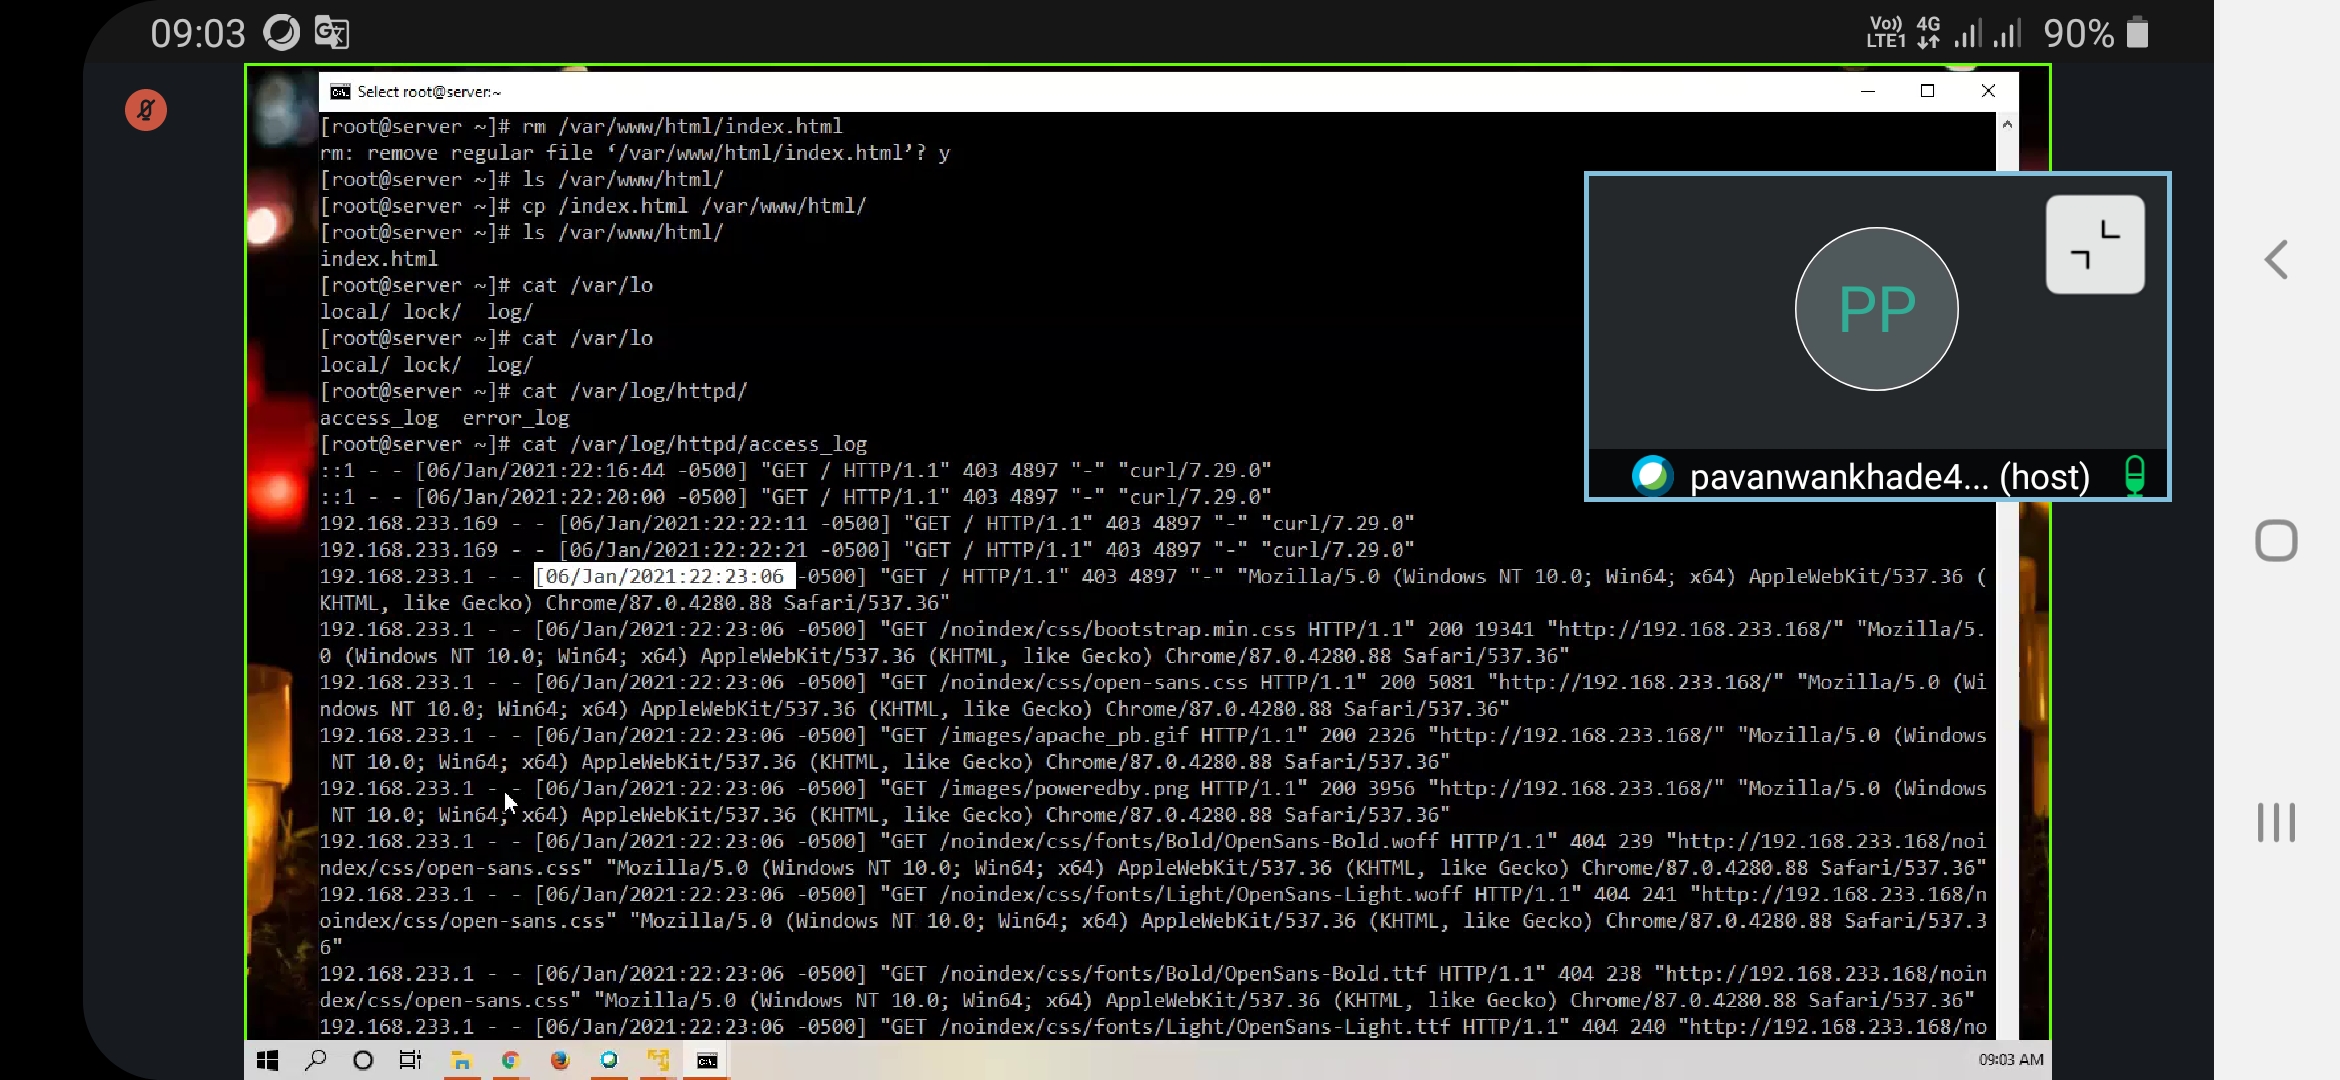 09:03
Vo)) LTE1 4G 90%
Select root@server:~
[root@server ~]# rm /var/www/html/index.html
rm: remove regular file ‘/var/www/html/index.html’? y
[root@server ~]# ls /var/www/html/
[root@server ~]# cp /index.html /var/www/html/
[root@server ~]# ls /var/www/html/
index.html
[root@server ~]# cat /var/lo
local/ lock/  log/
[root@server ~]# cat /var/lo
local/ lock/  log/
[root@server ~]# cat /var/log/httpd/
access_log  error_log
[root@server ~]# cat /var/log/httpd/access_log
::1 - - [06/Jan/2021:22:16:44 -0500] "GET / HTTP/1.1" 403 4897 "-" "curl/7.29.0"
::1 - - [06/Jan/2021:22:20:00 -0500] "GET / HTTP/1.1" 403 4897 "-" "curl/7.29.0"
192.168.233.169 - - [06/Jan/2021:22:22:11 -0500] "GET / HTTP/1.1" 403 4897 "-" "curl/7.29.0"
192.168.233.169 - - [06/Jan/2021:22:22:21 -0500] "GET / HTTP/1.1" 403 4897 "-" "curl/7.29.0"
192.168.233.1 - - [06/Jan/2021:22:23:06 -0500] "GET / HTTP/1.1" 403 4897 "-" "Mozilla/5.0 (Windows NT 10.0; Win64; x64) AppleWebKit/537.36 (
KHTML, like Gecko) Chrome/87.0.4280.88 Safari/537.36"
192.168.233.1 - - [06/Jan/2021:22:23:06 -0500] "GET /noindex/css/bootstrap.min.css HTTP/1.1" 200 19341 "http://192.168.233.168/" "Mozilla/5.
0 (Windows NT 10.0; Win64; x64) AppleWebKit/537.36 (KHTML, like Gecko) Chrome/87.0.4280.88 Safari/537.36"
192.168.233.1 - - [06/Jan/2021:22:23:06 -0500] "GET /noindex/css/open-sans.css HTTP/1.1" 200 5081 "http://192.168.233.168/" "Mozilla/5.0 (Wi
ndows NT 10.0; Win64; x64) AppleWebKit/537.36 (KHTML, like Gecko) Chrome/87.0.4280.88 Safari/537.36"
192.168.233.1 - - [06/Jan/2021:22:23:06 -0500] "GET /images/apache_pb.gif HTTP/1.1" 200 2326 "http://192.168.233.168/" "Mozilla/5.0 (Windows
 NT 10.0; Win64; x64) AppleWebKit/537.36 (KHTML, like Gecko) Chrome/87.0.4280.88 Safari/537.36"
192.168.233.1 - - [06/Jan/2021:22:23:06 -0500] "GET /images/poweredby.png HTTP/1.1" 200 3956 "http://192.168.233.168/" "Mozilla/5.0 (Windows
 NT 10.0; Win64; x64) AppleWebKit/537.36 (KHTML, like Gecko) Chrome/87.0.4280.88 Safari/537.36"
192.168.233.1 - - [06/Jan/2021:22:23:06 -0500] "GET /noindex/css/fonts/Bold/OpenSans-Bold.woff HTTP/1.1" 404 239 "http://192.168.233.168/noi
ndex/css/open-sans.css" "Mozilla/5.0 (Windows NT 10.0; Win64; x64) AppleWebKit/537.36 (KHTML, like Gecko) Chrome/87.0.4280.88 Safari/537.36"
192.168.233.1 - - [06/Jan/2021:22:23:06 -0500] "GET /noindex/css/fonts/Light/OpenSans-Light.woff HTTP/1.1" 404 241 "http://192.168.233.168/n
oindex/css/open-sans.css" "Mozilla/5.0 (Windows NT 10.0; Win64; x64) AppleWebKit/537.36 (KHTML, like Gecko) Chrome/87.0.4280.88 Safari/537.3
6"
192.168.233.1 - - [06/Jan/2021:22:23:06 -0500] "GET /noindex/css/fonts/Bold/OpenSans-Bold.ttf HTTP/1.1" 404 238 "http://192.168.233.168/noin
dex/css/open-sans.css" "Mozilla/5.0 (Windows NT 10.0; Win64; x64) AppleWebKit/537.36 (KHTML, like Gecko) Chrome/87.0.4280.88 Safari/537.36"
192.168.233.1 - - [06/Jan/2021:22:23:06 -0500] "GET /noindex/css/fonts/Light/OpenSans-Light.ttf HTTP/1.1" 404 240 "http://192.168.233.168/no
PP
pavanwankhade4... (host)
09:03 AM